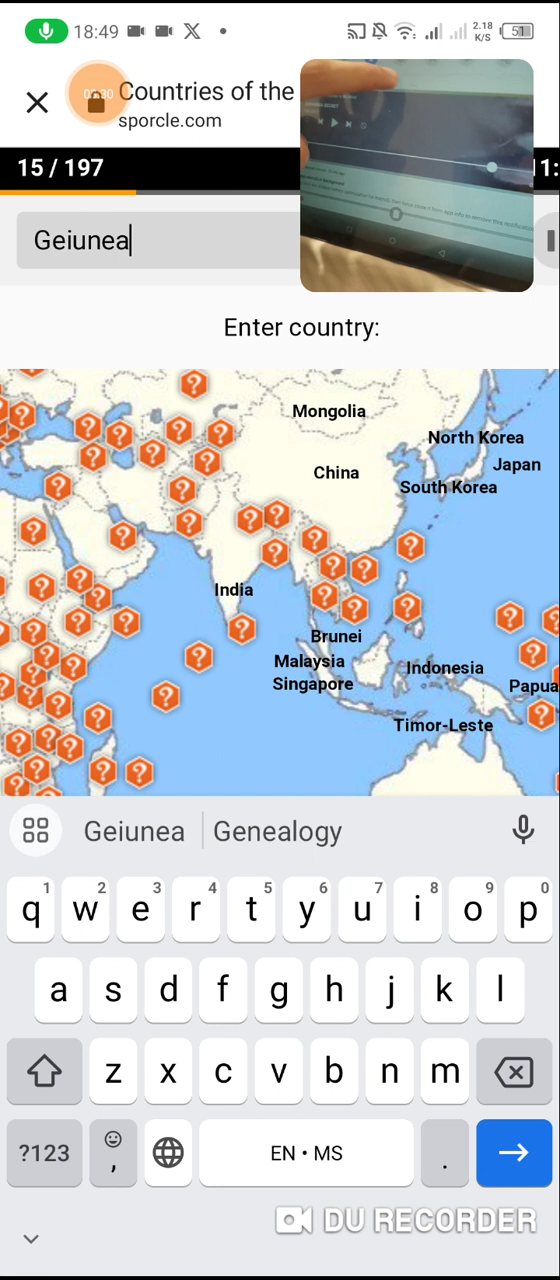 18:49
2.18
K/S
51
Countries of the
sporcle.com
15 / 197
1:
Geiunea
Enter country:
Mongolia
North Korea
Japan
China
South Korea
India
Brunei
Malaysia
Indonesia
Singapore
Papua
Timor-Leste
Geiunea
Genealogy
1 2 3 4 5 6 7 8 9 0
q w e r t y u i o p
a s d f g h j k l
z x c v b n m
?123 , EN • MS .
DU RECORDER